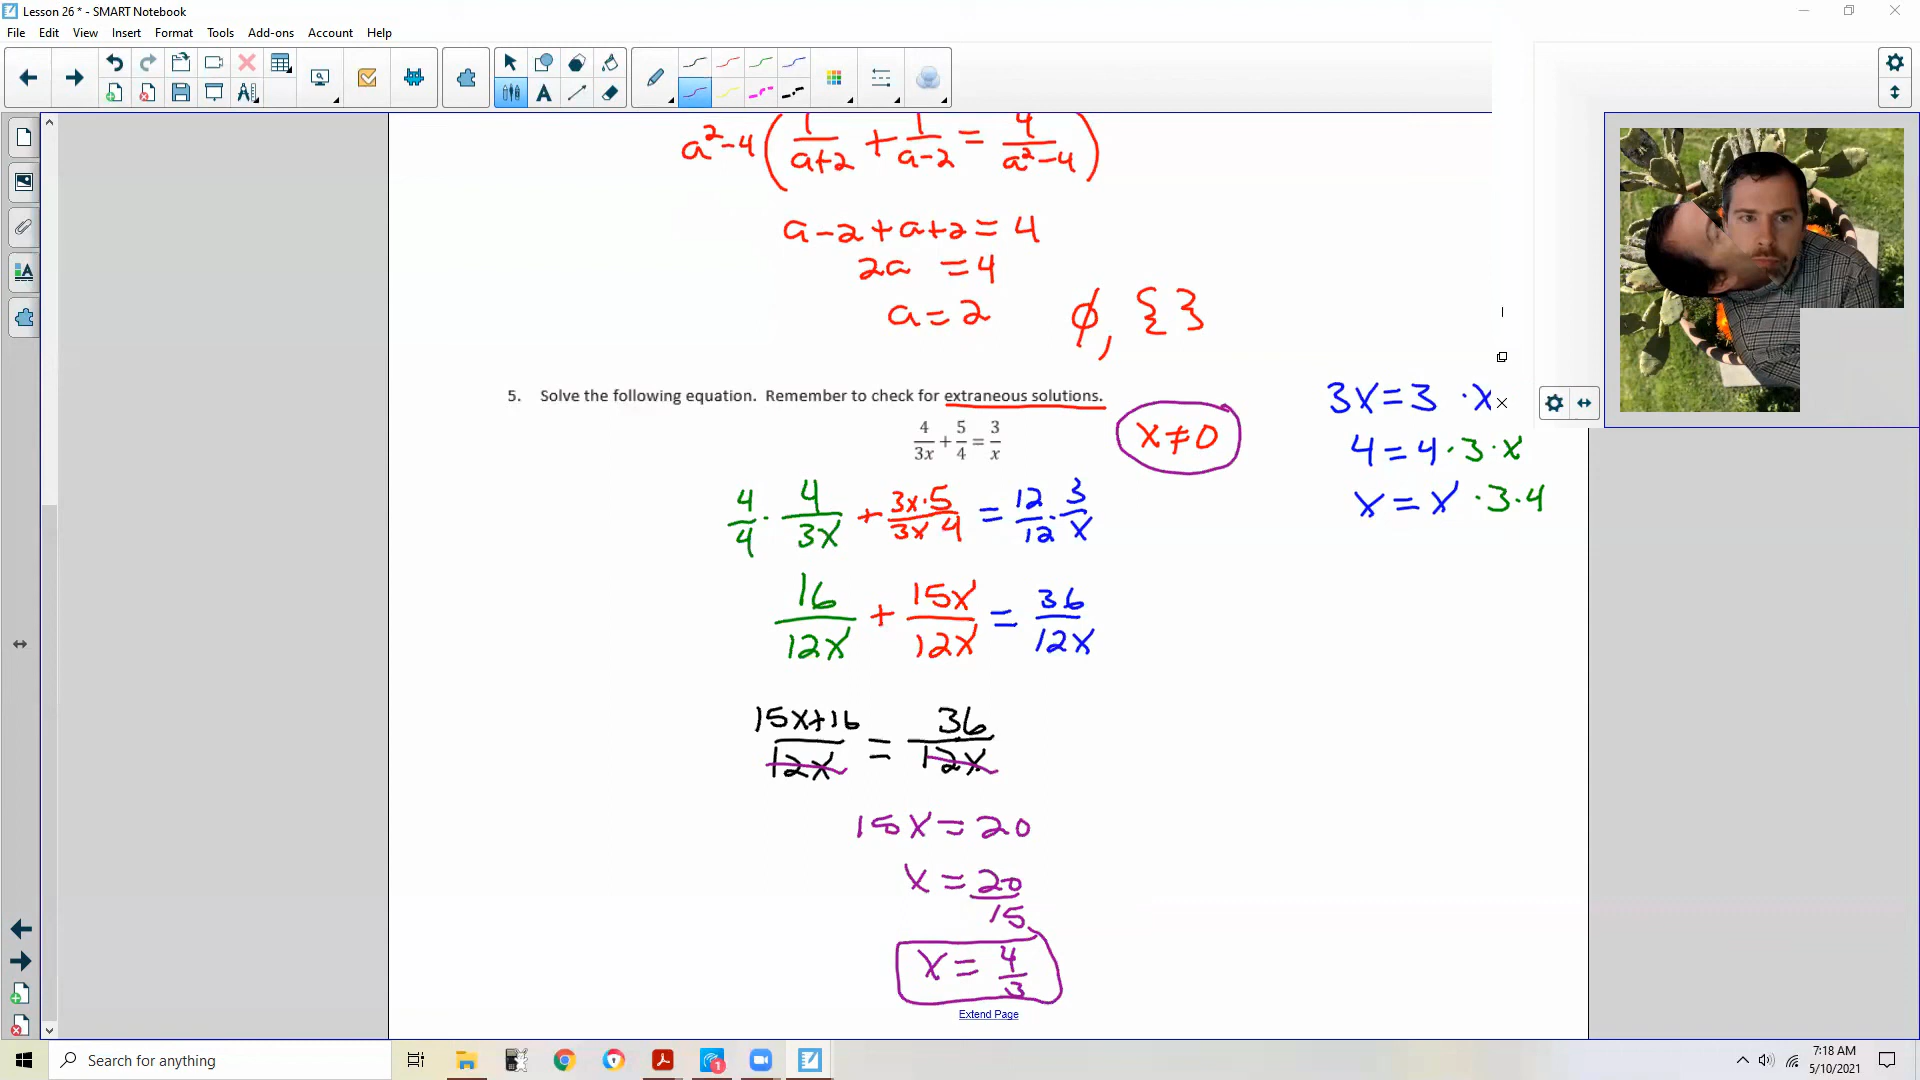 Lesson 26 * - SMART Notebook
File Edit View Insert Format Tools Add-ons Account Help
a²-4( 1/(a+2) + 1/(a-2) = 4/(a²-4) )
a-2+a+2=4
2a =4
a=2 ϕ, { }
5. Solve the following equation. Remember to check for extraneous solutions.
4/3x + 5/4 = 3/x
x≠0
3x=3 ·x
4=4·3·x
x=x·3·4
4/4 · 4/3x + 3x·5/3x·4 = 12/12 · 3/x
16/12x + 15x/12x = 36/12x
15x+16/12x = 36/12x
15x=20
x=20/15
x=4/3
Extend Page
Search for anything
1
7:18 AM
5/10/2021